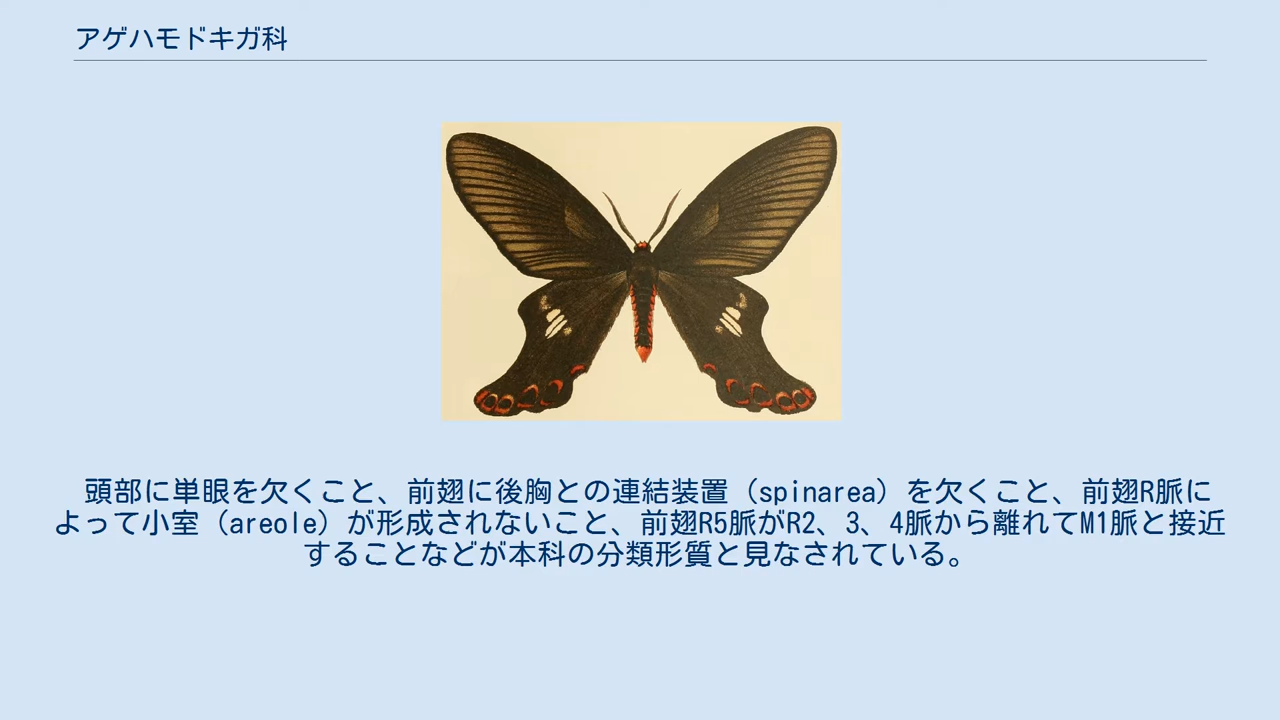 アゲハモドキガ科
頭部に単眼を欠くこと、前翅に後胸との連結装置（spinarea）を欠くこと、前翅R脈に
よって小室（areole）が形成されないこと、前翅R5脈がR2、3、4脈から離れてM1脈と接近
することなどが本科の分類形質と見なされている。